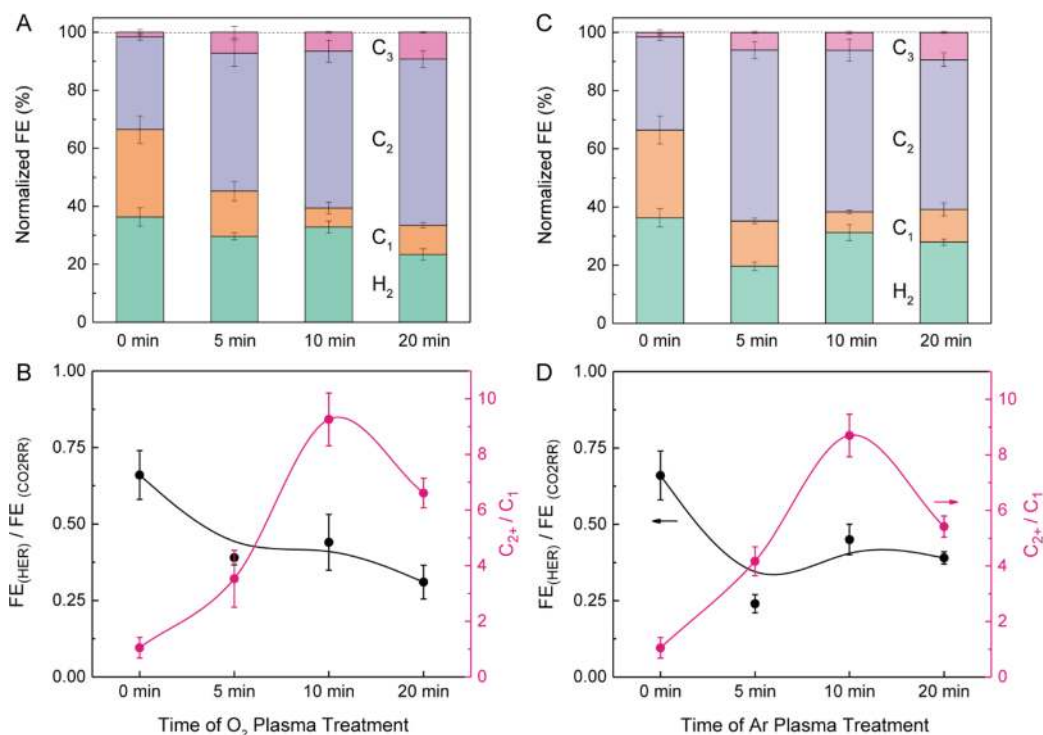 A
100
80
60
40
20
0
Normalized FE (%)
C3
C2
C1
H2
0 min
5 min
10 min
20 min
C
100
80
60
40
20
0
Normalized FE (%)
C3
C2
C1
H2
0 min
5 min
10 min
20 min
B
1.00
0.75
0.50
0.25
0.00
FE(HER) / FE (CO2RR)
10
8
6
4
2
0
C2+ / C1
0 min
5 min
10 min
20 min
Time of O2 Plasma Treatment
D
1.00
0.75
0.50
0.25
0.00
FE(HER) / FE (CO2RR)
10
8
6
4
2
0
C2+ / C1
0 min
5 min
10 min
20 min
Time of Ar Plasma Treatment